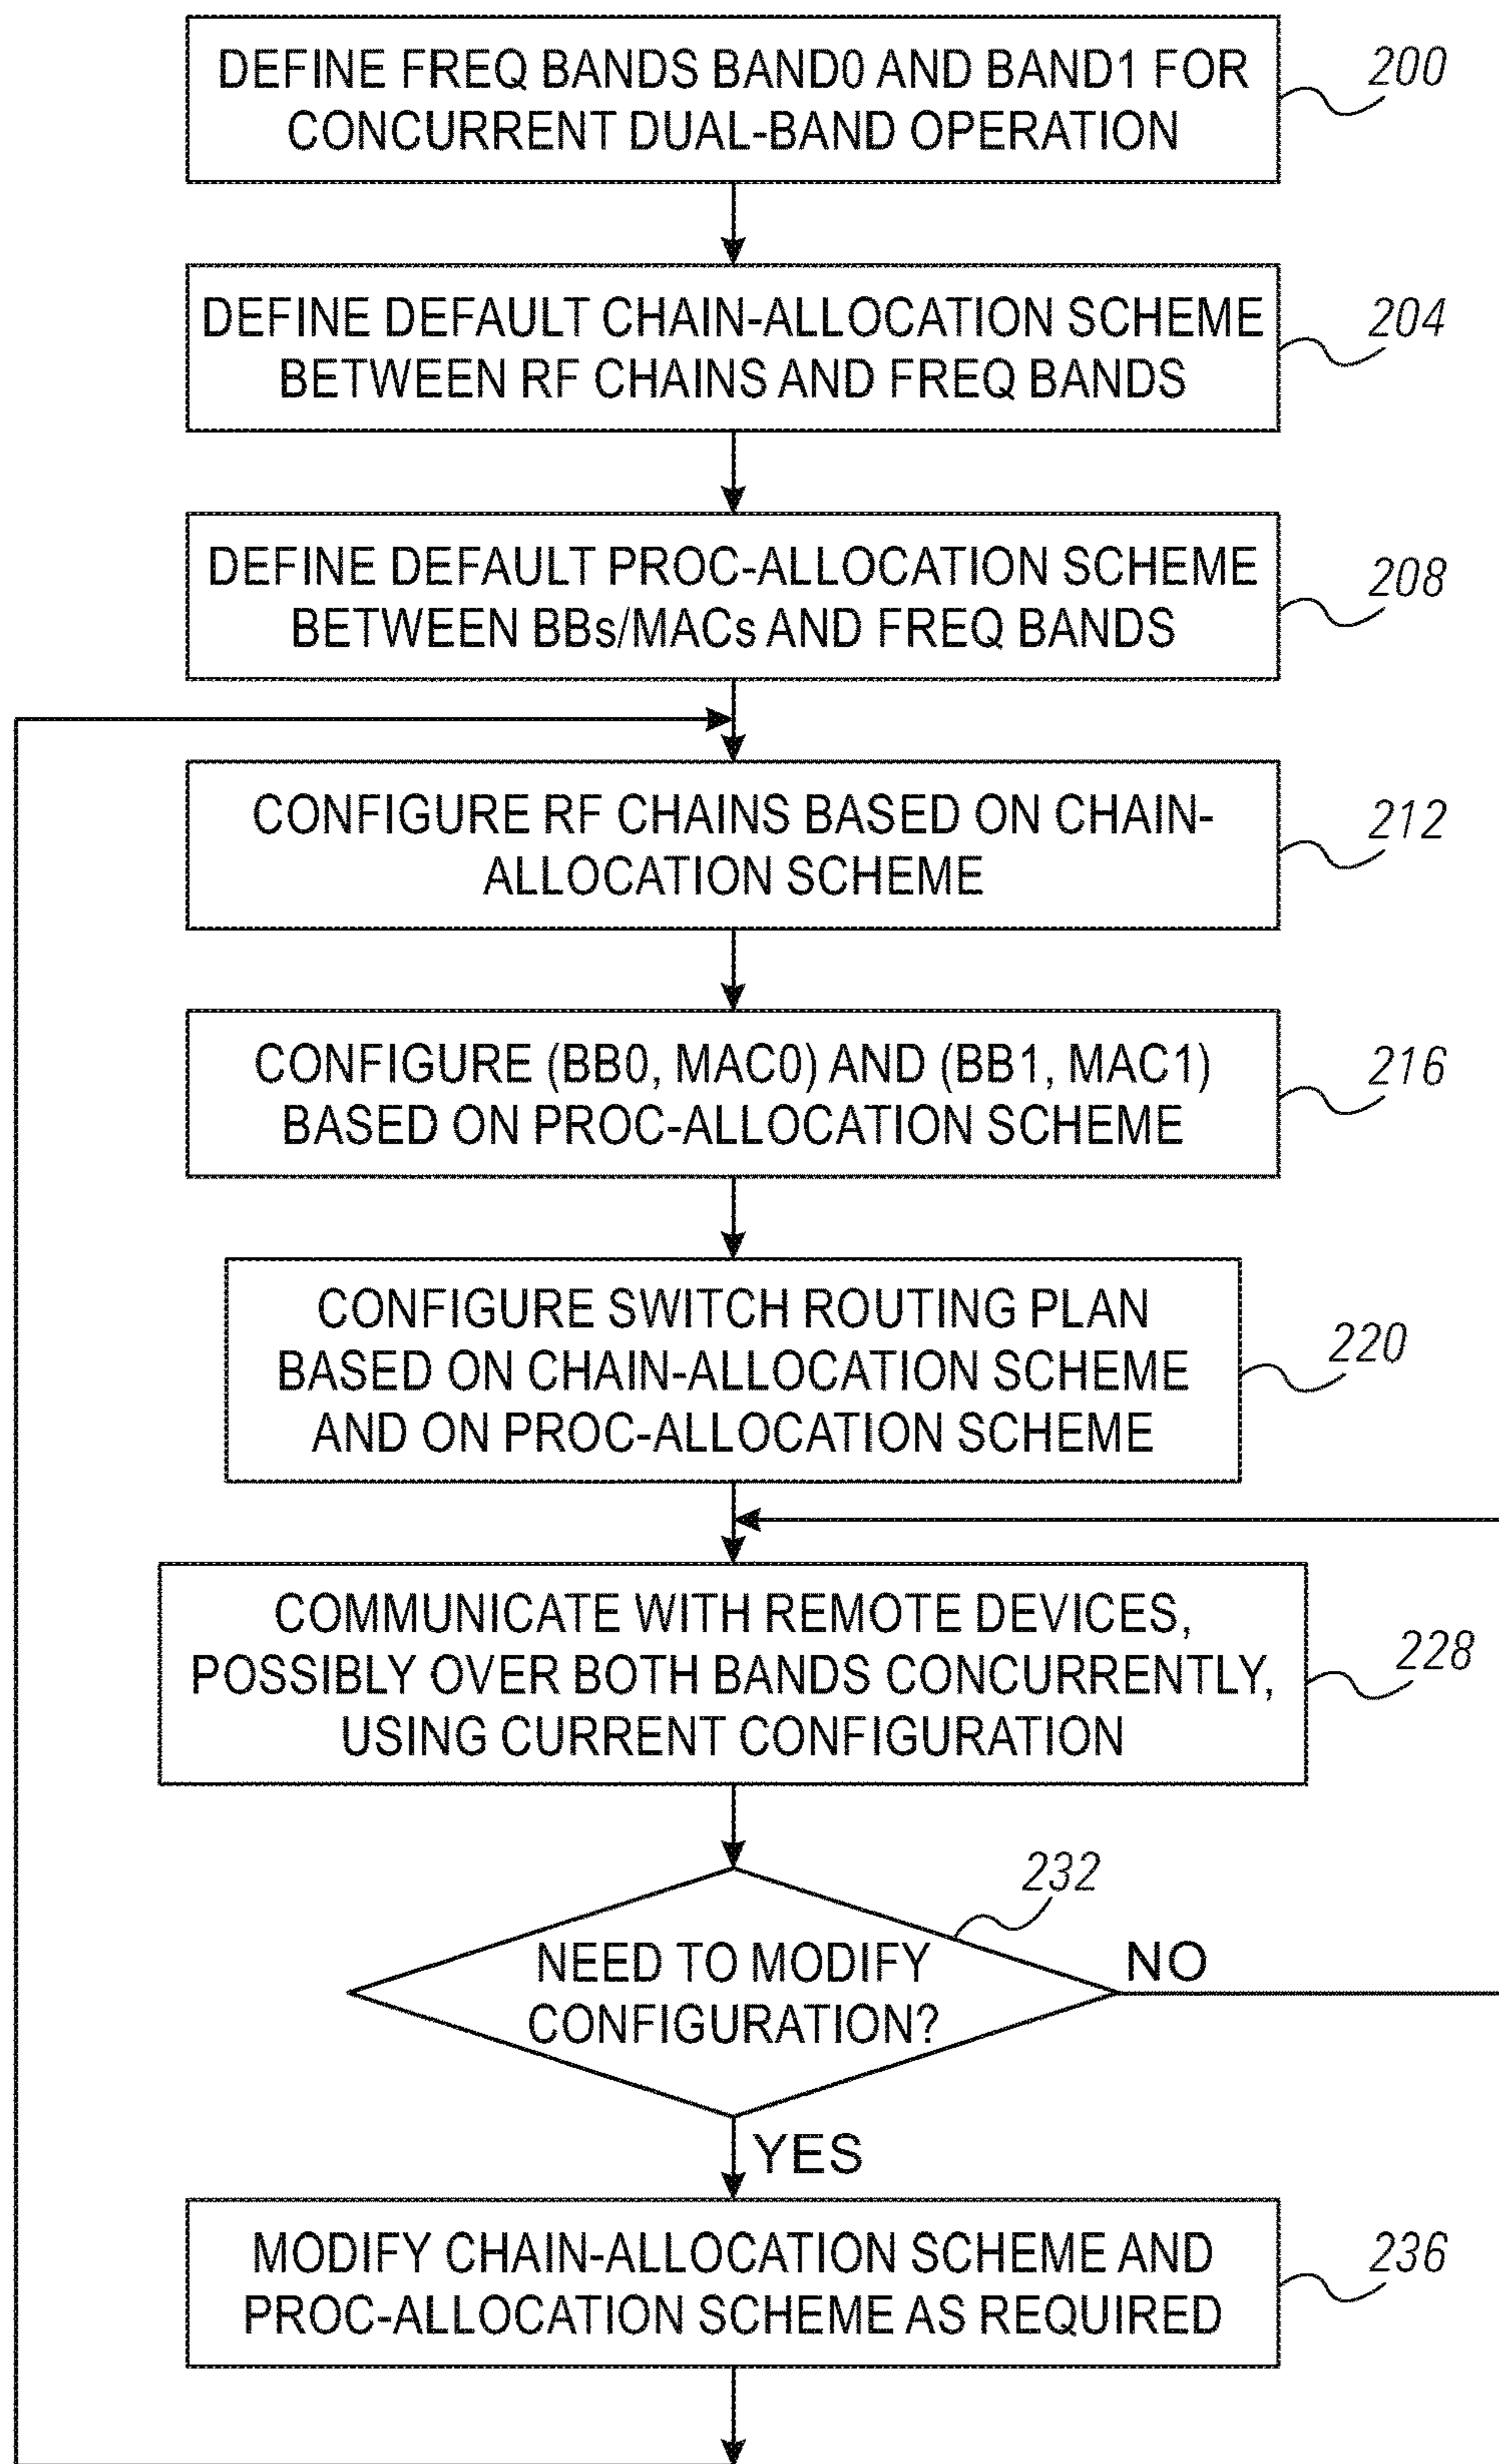 DEFINE FREQ BANDS BAND0 AND BAND1 FOR
CONCURRENT DUAL-BAND OPERATION
200
DEFINE DEFAULT CHAIN-ALLOCATION SCHEME
BETWEEN RF CHAINS AND FREQ BANDS
204
DEFINE DEFAULT PROC-ALLOCATION SCHEME
BETWEEN BBs/MACs AND FREQ BANDS
208
CONFIGURE RF CHAINS BASED ON CHAIN-
ALLOCATION SCHEME
212
CONFIGURE (BB0, MAC0) AND (BB1, MAC1)
BASED ON PROC-ALLOCATION SCHEME
216
CONFIGURE SWITCH ROUTING PLAN
BASED ON CHAIN-ALLOCATION SCHEME
AND ON PROC-ALLOCATION SCHEME
220
COMMUNICATE WITH REMOTE DEVICES,
POSSIBLY OVER BOTH BANDS CONCURRENTLY,
USING CURRENT CONFIGURATION
228
232
NEED TO MODIFY
CONFIGURATION?
NO
YES
MODIFY CHAIN-ALLOCATION SCHEME AND
PROC-ALLOCATION SCHEME AS REQUIRED
236